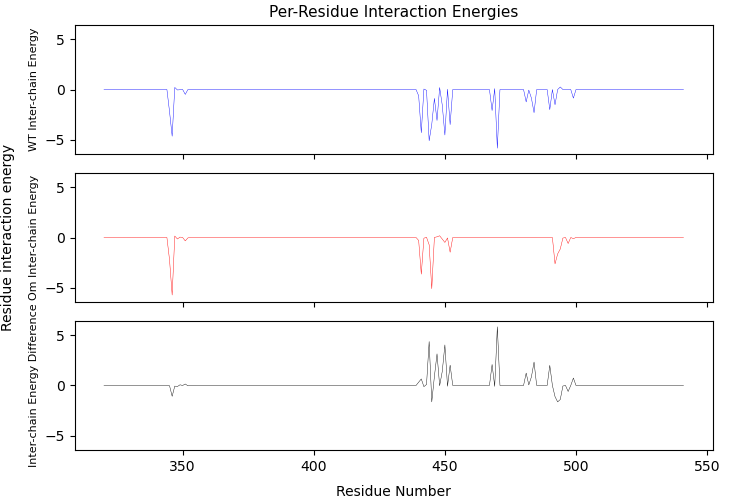 Per-Residue Interaction Energies
Residue interaction energy
WT Inter-chain Energy
5
0
−5
Om Inter-chain Energy
5
0
−5
Inter-chain Energy Difference
5
0
−5
350
400
450
500
550
Residue Number